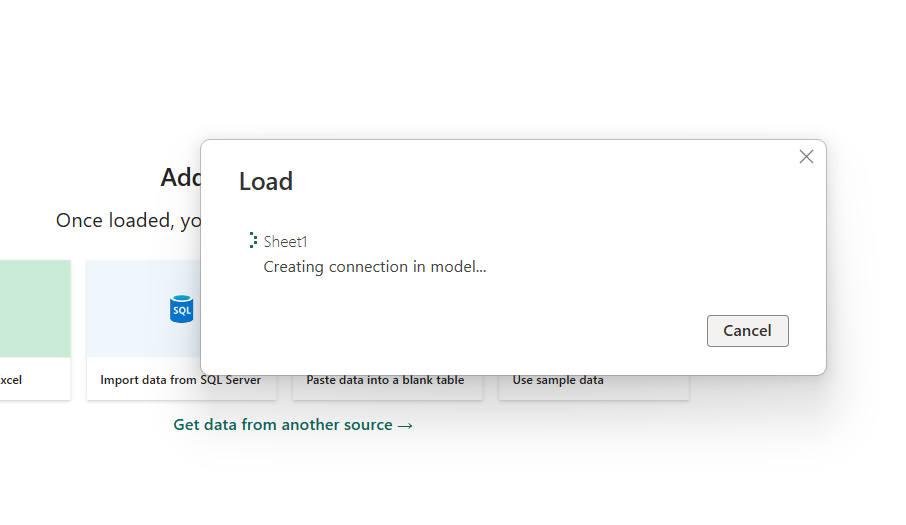 Load
Add
Once loaded, yo
Sheet1
Creating connection in model...
SQL
Cancel
xcel
Import data from SQL Server
Paste data into a blank table
Use sample data
Get data from another source →